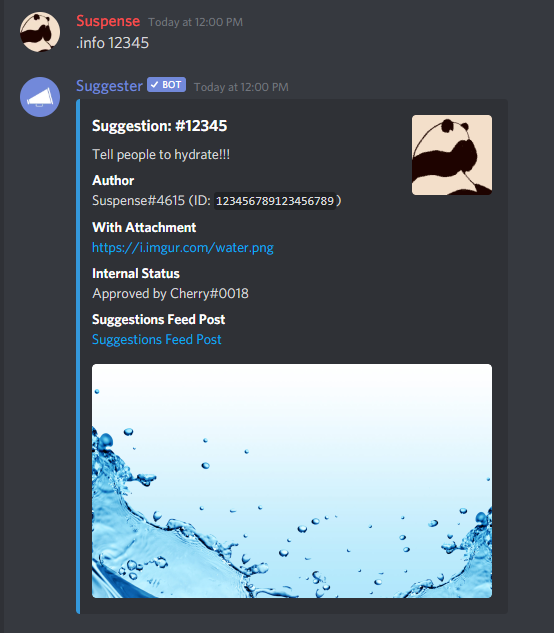 Suspense Today at 12:00 PM
.info 12345
Suggester ✓ BOT Today at 12:00 PM
Suggestion: #12345
Tell people to hydrate!!!
Author
Suspense#4615 (ID: 123456789123456789)
With Attachment
https://i.imgur.com/water.png
Internal Status
Approved by Cherry#0018
Suggestions Feed Post
Suggestions Feed Post